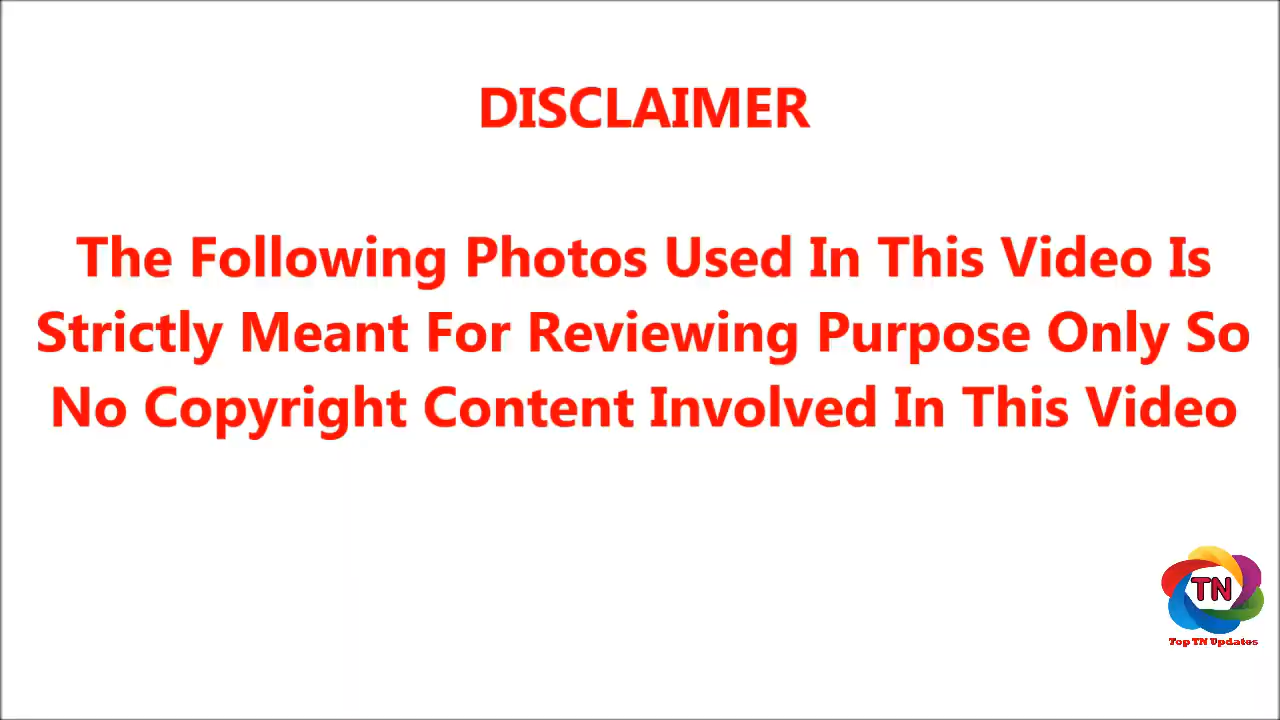 DISCLAIMER
The Following Photos Used In This Video Is
Strictly Meant For Reviewing Purpose Only So
No Copyright Content Involved In This Video
TN
Top TN Updates